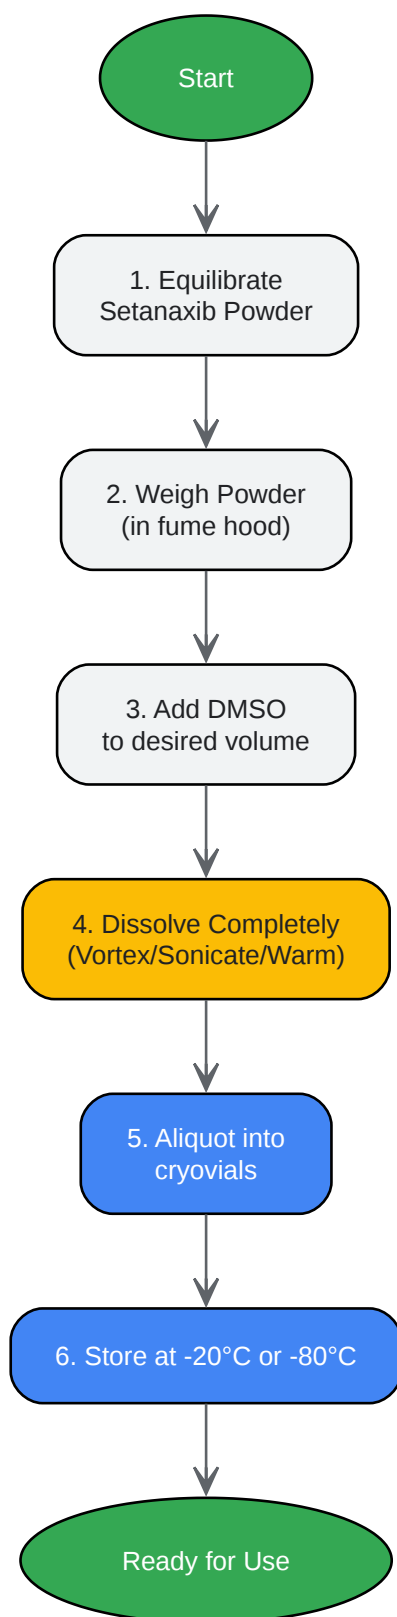 Start
1. Equilibrate
Setanaxib Powder
2. Weigh Powder
(in fume hood)
3. Add DMSO
to desired volume
4. Dissolve Completely
(Vortex/Sonicate/Warm)
5. Aliquot into
cryovials
6. Store at -20°C or -80°C
Ready for Use